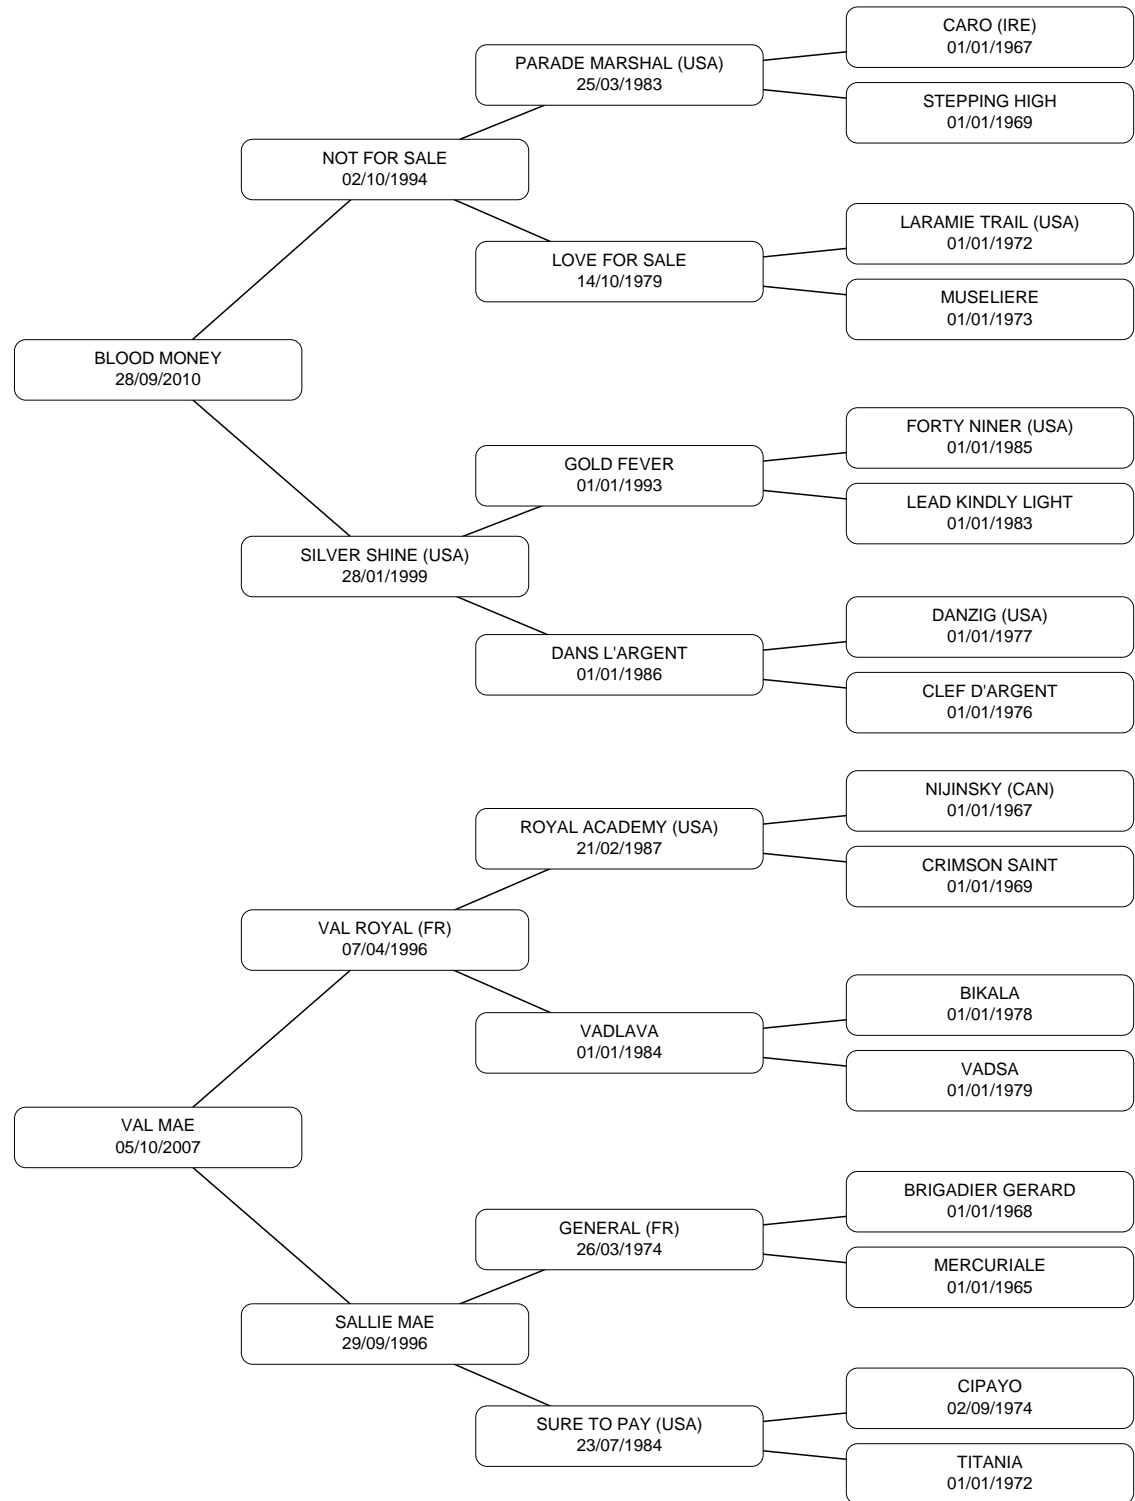 CARO (IRE)
01/01/1967
PARADE MARSHAL (USA)
25/03/1983
STEPPING HIGH
01/01/1969
NOT FOR SALE
02/10/1994
LARAMIE TRAIL (USA)
01/01/1972
LOVE FOR SALE
14/10/1979
MUSELIERE
01/01/1973
BLOOD MONEY
28/09/2010
FORTY NINER (USA)
01/01/1985
GOLD FEVER
01/01/1993
LEAD KINDLY LIGHT
01/01/1983
SILVER SHINE (USA)
28/01/1999
DANZIG (USA)
01/01/1977
DANS L'ARGENT
01/01/1986
CLEF D'ARGENT
01/01/1976
NIJINSKY (CAN)
01/01/1967
ROYAL ACADEMY (USA)
21/02/1987
CRIMSON SAINT
01/01/1969
VAL ROYAL (FR)
07/04/1996
BIKALA
01/01/1978
VADLAVA
01/01/1984
VADSA
01/01/1979
VAL MAE
05/10/2007
BRIGADIER GERARD
01/01/1968
GENERAL (FR)
26/03/1974
MERCURIALE
01/01/1965
SALLIE MAE
29/09/1996
CIPAYO
02/09/1974
SURE TO PAY (USA)
23/07/1984
TITANIA
01/01/1972